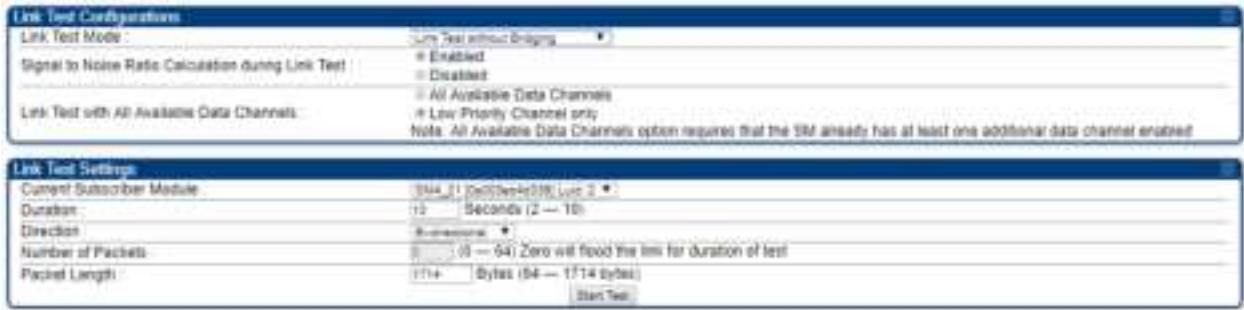 Link Test Configurations
Link Test Mode :
Link Test without Bridging
Signal to Noise Ratio Calculation during Link Test :
Enabled
Disabled
Link Test with All Available Data Channels :
All Available Data Channels
Low Priority Channel only
Note: All Available Data Channels option requires that the SM already has at least one additional data channel enabled
Link Test Settings
Current Subscriber Module
Luid: 2
Duration
10 Seconds (2 — 10)
Direction
Bi-directional
Number of Packets
0 (0 — 64) Zero will flood the link for duration of test
Packet Length
1714 Bytes (64 — 1714 bytes)
Start Test